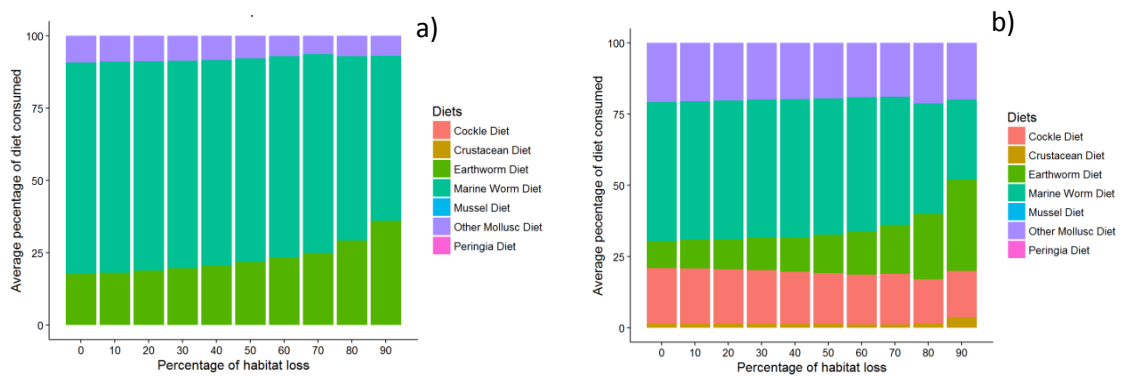 a)
100
75
50
25
0
Average pecentage of diet consumed
0 10 20 30 40 50 60 70 80 90
Percentage of habitat loss
Diets
Cockle Diet
Crustacean Diet
Earthworm Diet
Marine Worm Diet
Mussel Diet
Other Mollusc Diet
Peringia Diet
b)
100
75
50
25
0
Average percentage of diet consumed
0 10 20 30 40 50 60 70 80 90
Percentage of habitat loss
Diets
Cockle Diet
Crustacean Diet
Earthworm Diet
Marine Worm Diet
Mussel Diet
Other Mollusc Diet
Peringia Diet